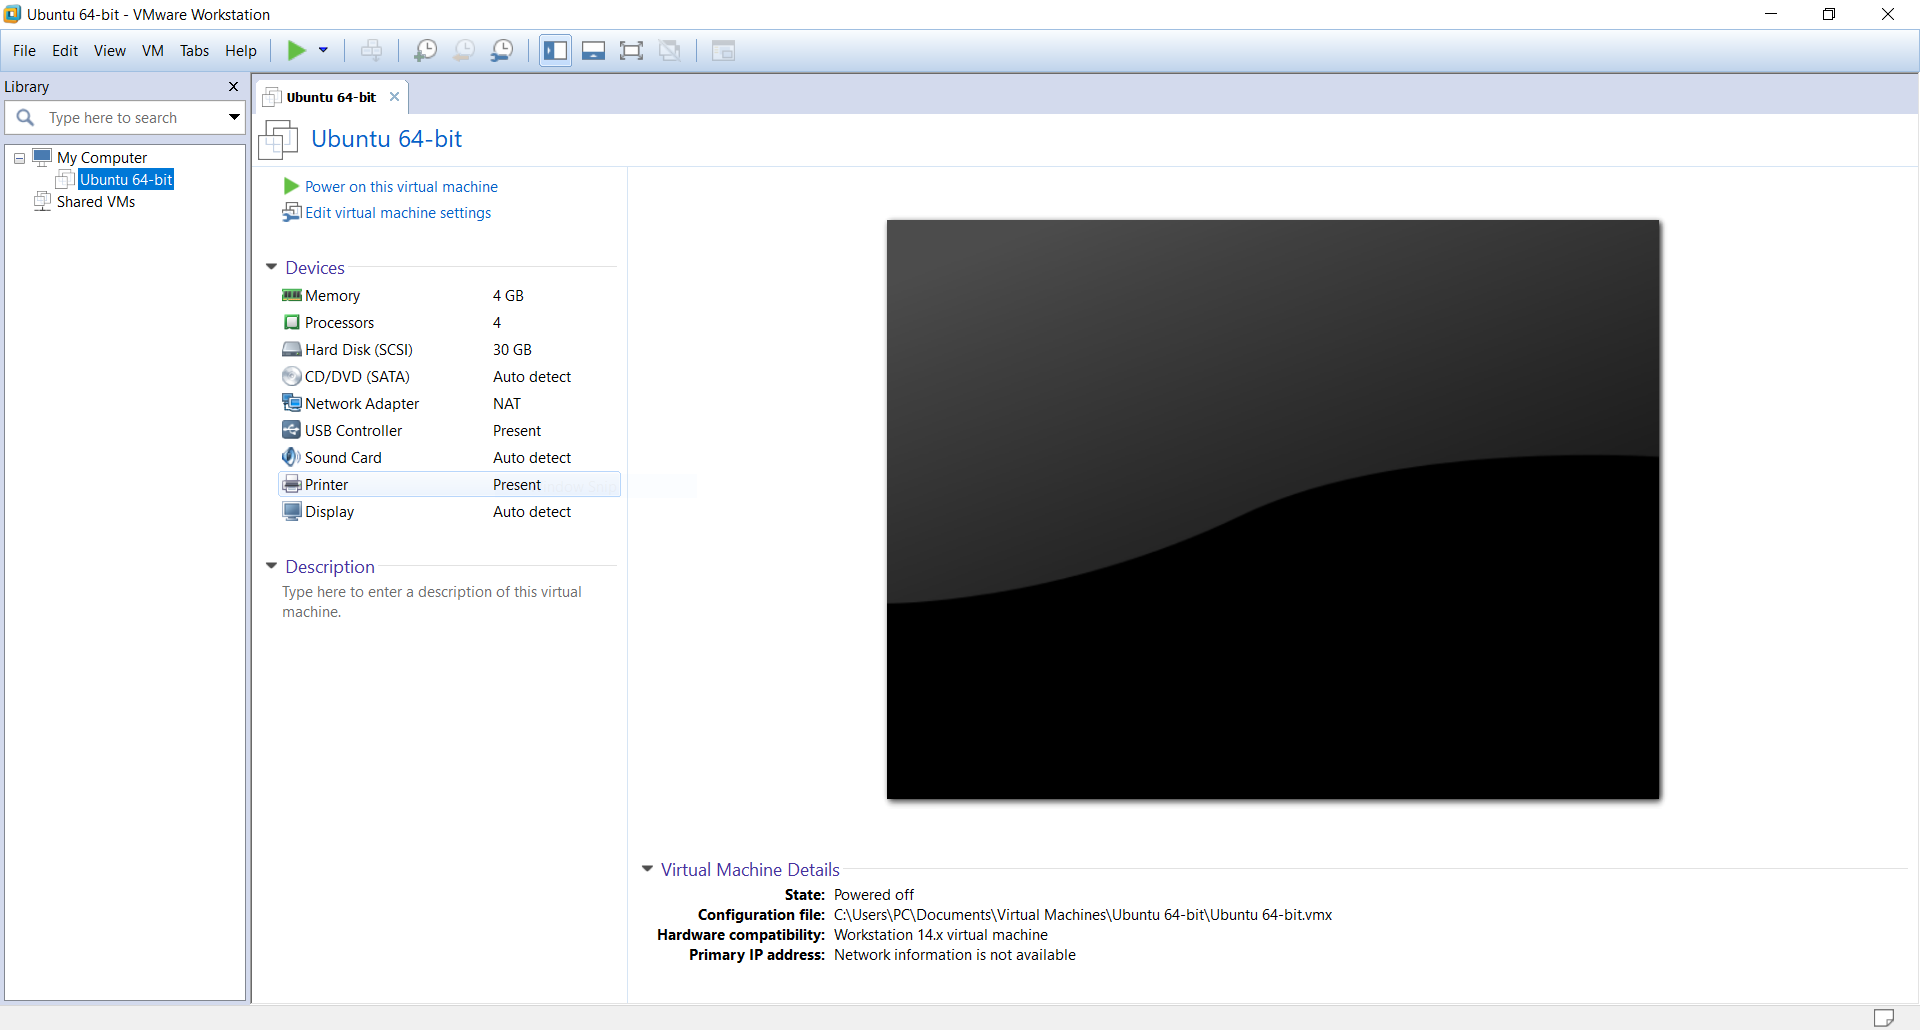 Ubuntu 64-bit - VMware Workstation
File Edit View VM Tabs Help
Library
Type here to search
My Computer
Ubuntu 64-bit
Shared VMs
Ubuntu 64-bit
Ubuntu 64-bit
Power on this virtual machine
Edit virtual machine settings
Devices
Memory 4 GB
Processors 4
Hard Disk (SCSI) 30 GB
CD/DVD (SATA) Auto detect
Network Adapter NAT
USB Controller Present
Sound Card Auto detect
Printer Present
Display Auto detect
Description
Type here to enter a description of this virtual
machine.
Virtual Machine Details
State: Powered off
Configuration file: C:\Users\PC\Documents\Virtual Machines\Ubuntu 64-bit\Ubuntu 64-bit.vmx
Hardware compatibility: Workstation 14.x virtual machine
Primary IP address: Network information is not available